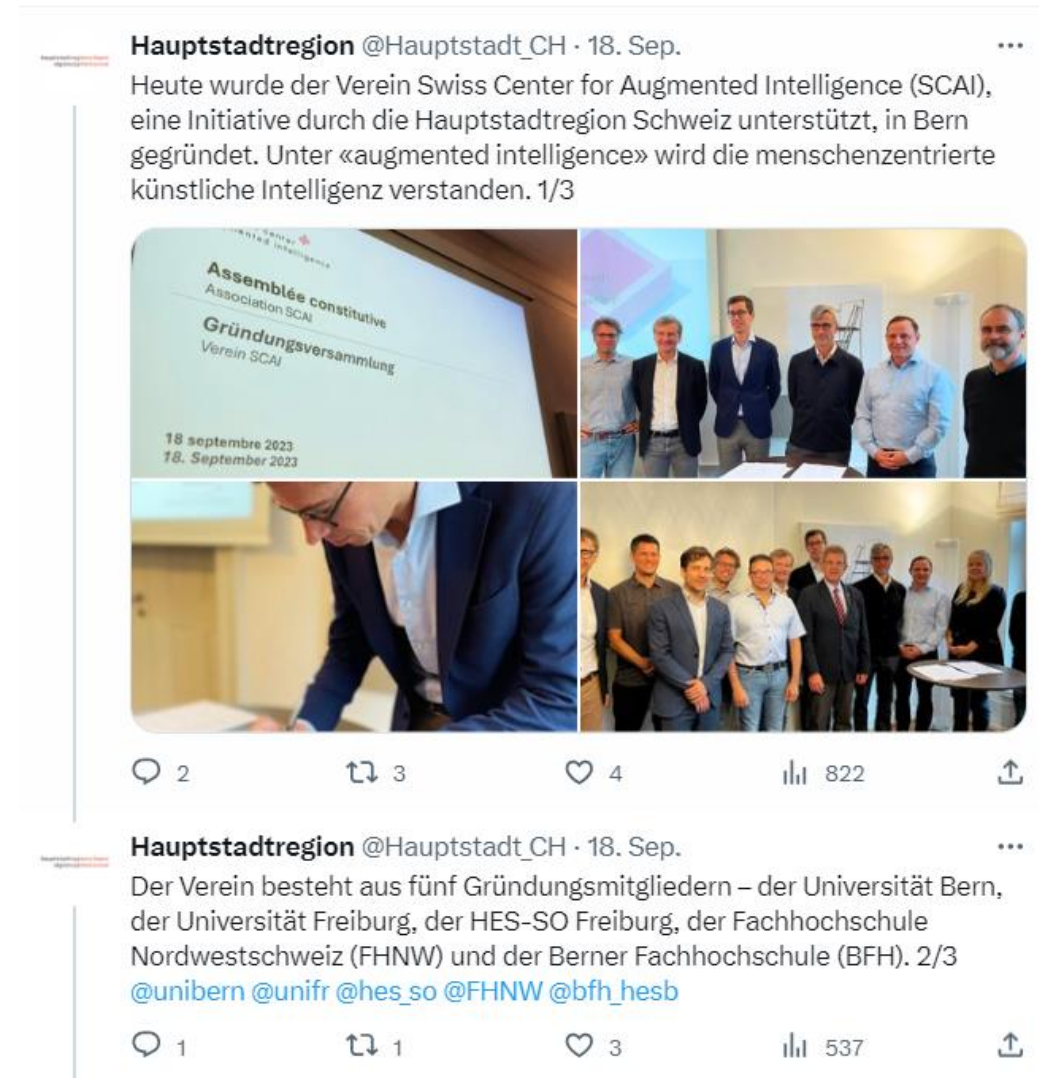 Hauptstadtregion @Hauptstadt_CH · 18. Sep.
Heute wurde der Verein Swiss Center for Augmented Intelligence (SCAI),
eine Initiative durch die Hauptstadtregion Schweiz unterstützt, in Bern
gegründet. Unter «augmented intelligence» wird die menschenzentrierte
künstliche Intelligenz verstanden. 1/3
Assemblée constitutive
Association SCAI
Gründungsversammlung
Verein SCAI
18 septembre 2023
18. September 2023
2 3 4 822
Hauptstadtregion @Hauptstadt_CH · 18. Sep.
Der Verein besteht aus fünf Gründungsmitgliedern – der Universität Bern,
der Universität Freiburg, der HES-SO Freiburg, der Fachhochschule
Nordwestschweiz (FHNW) und der Berner Fachhochschule (BFH). 2/3
@unibern @unifr @hes_so @FHNW @bfh_hesb
1 1 3 537